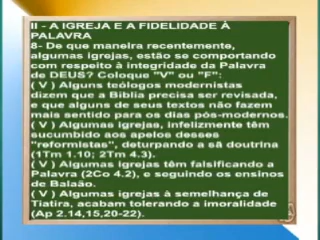 II - A IGREJA E A FIDELIDADE À
PALAVRA
8- De que maneira recentemente,
algumas igrejas, estão se comportando
com respeito à integridade da Palavra
de DEUS? Coloque "V" ou "F":
( V ) Alguns teólogos modernistas
dizem que a Bíblia precisa ser revisada,
e que alguns de seus textos não fazem
mais sentido para os dias pós-modernos.
( V ) Algumas igrejas, infelizmente têm
sucumbido aos apelos desses
"reformistas", deturpando a sã doutrina
(1Tm 1.10; 2Tm 4.3).
( V ) Algumas igrejas têm falsificando a
Palavra (2Co 4.2), e seguindo os ensinos
de Balaão.
( V ) Algumas igrejas à semelhança de
Tiatira, acabam tolerando a imoralidade
(Ap 2.14,15,20-22).